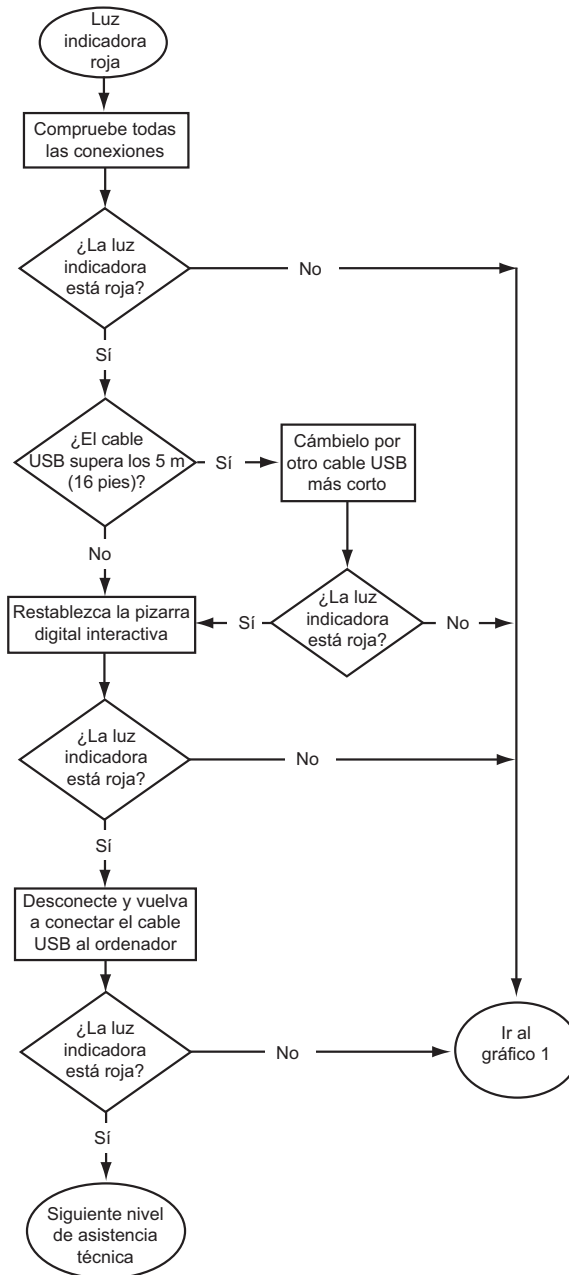 Luz
indicadora
roja
Compruebe todas
las conexiones
¿La luz
indicadora
está roja?
No
Sí
¿El cable
USB supera los 5 m
(16 pies)?
Sí
Cámbielo por
otro cable USB
más corto
No
Restablezca la pizarra
digital interactiva
Sí
¿La luz
indicadora
está roja?
No
¿La luz
indicadora
está roja?
No
Sí
Desconecte y vuelva
a conectar el cable
USB al ordenador
¿La luz
indicadora
está roja?
No
Ir al
gráfico 1
Sí
Siguiente nivel
de asistencia
técnica